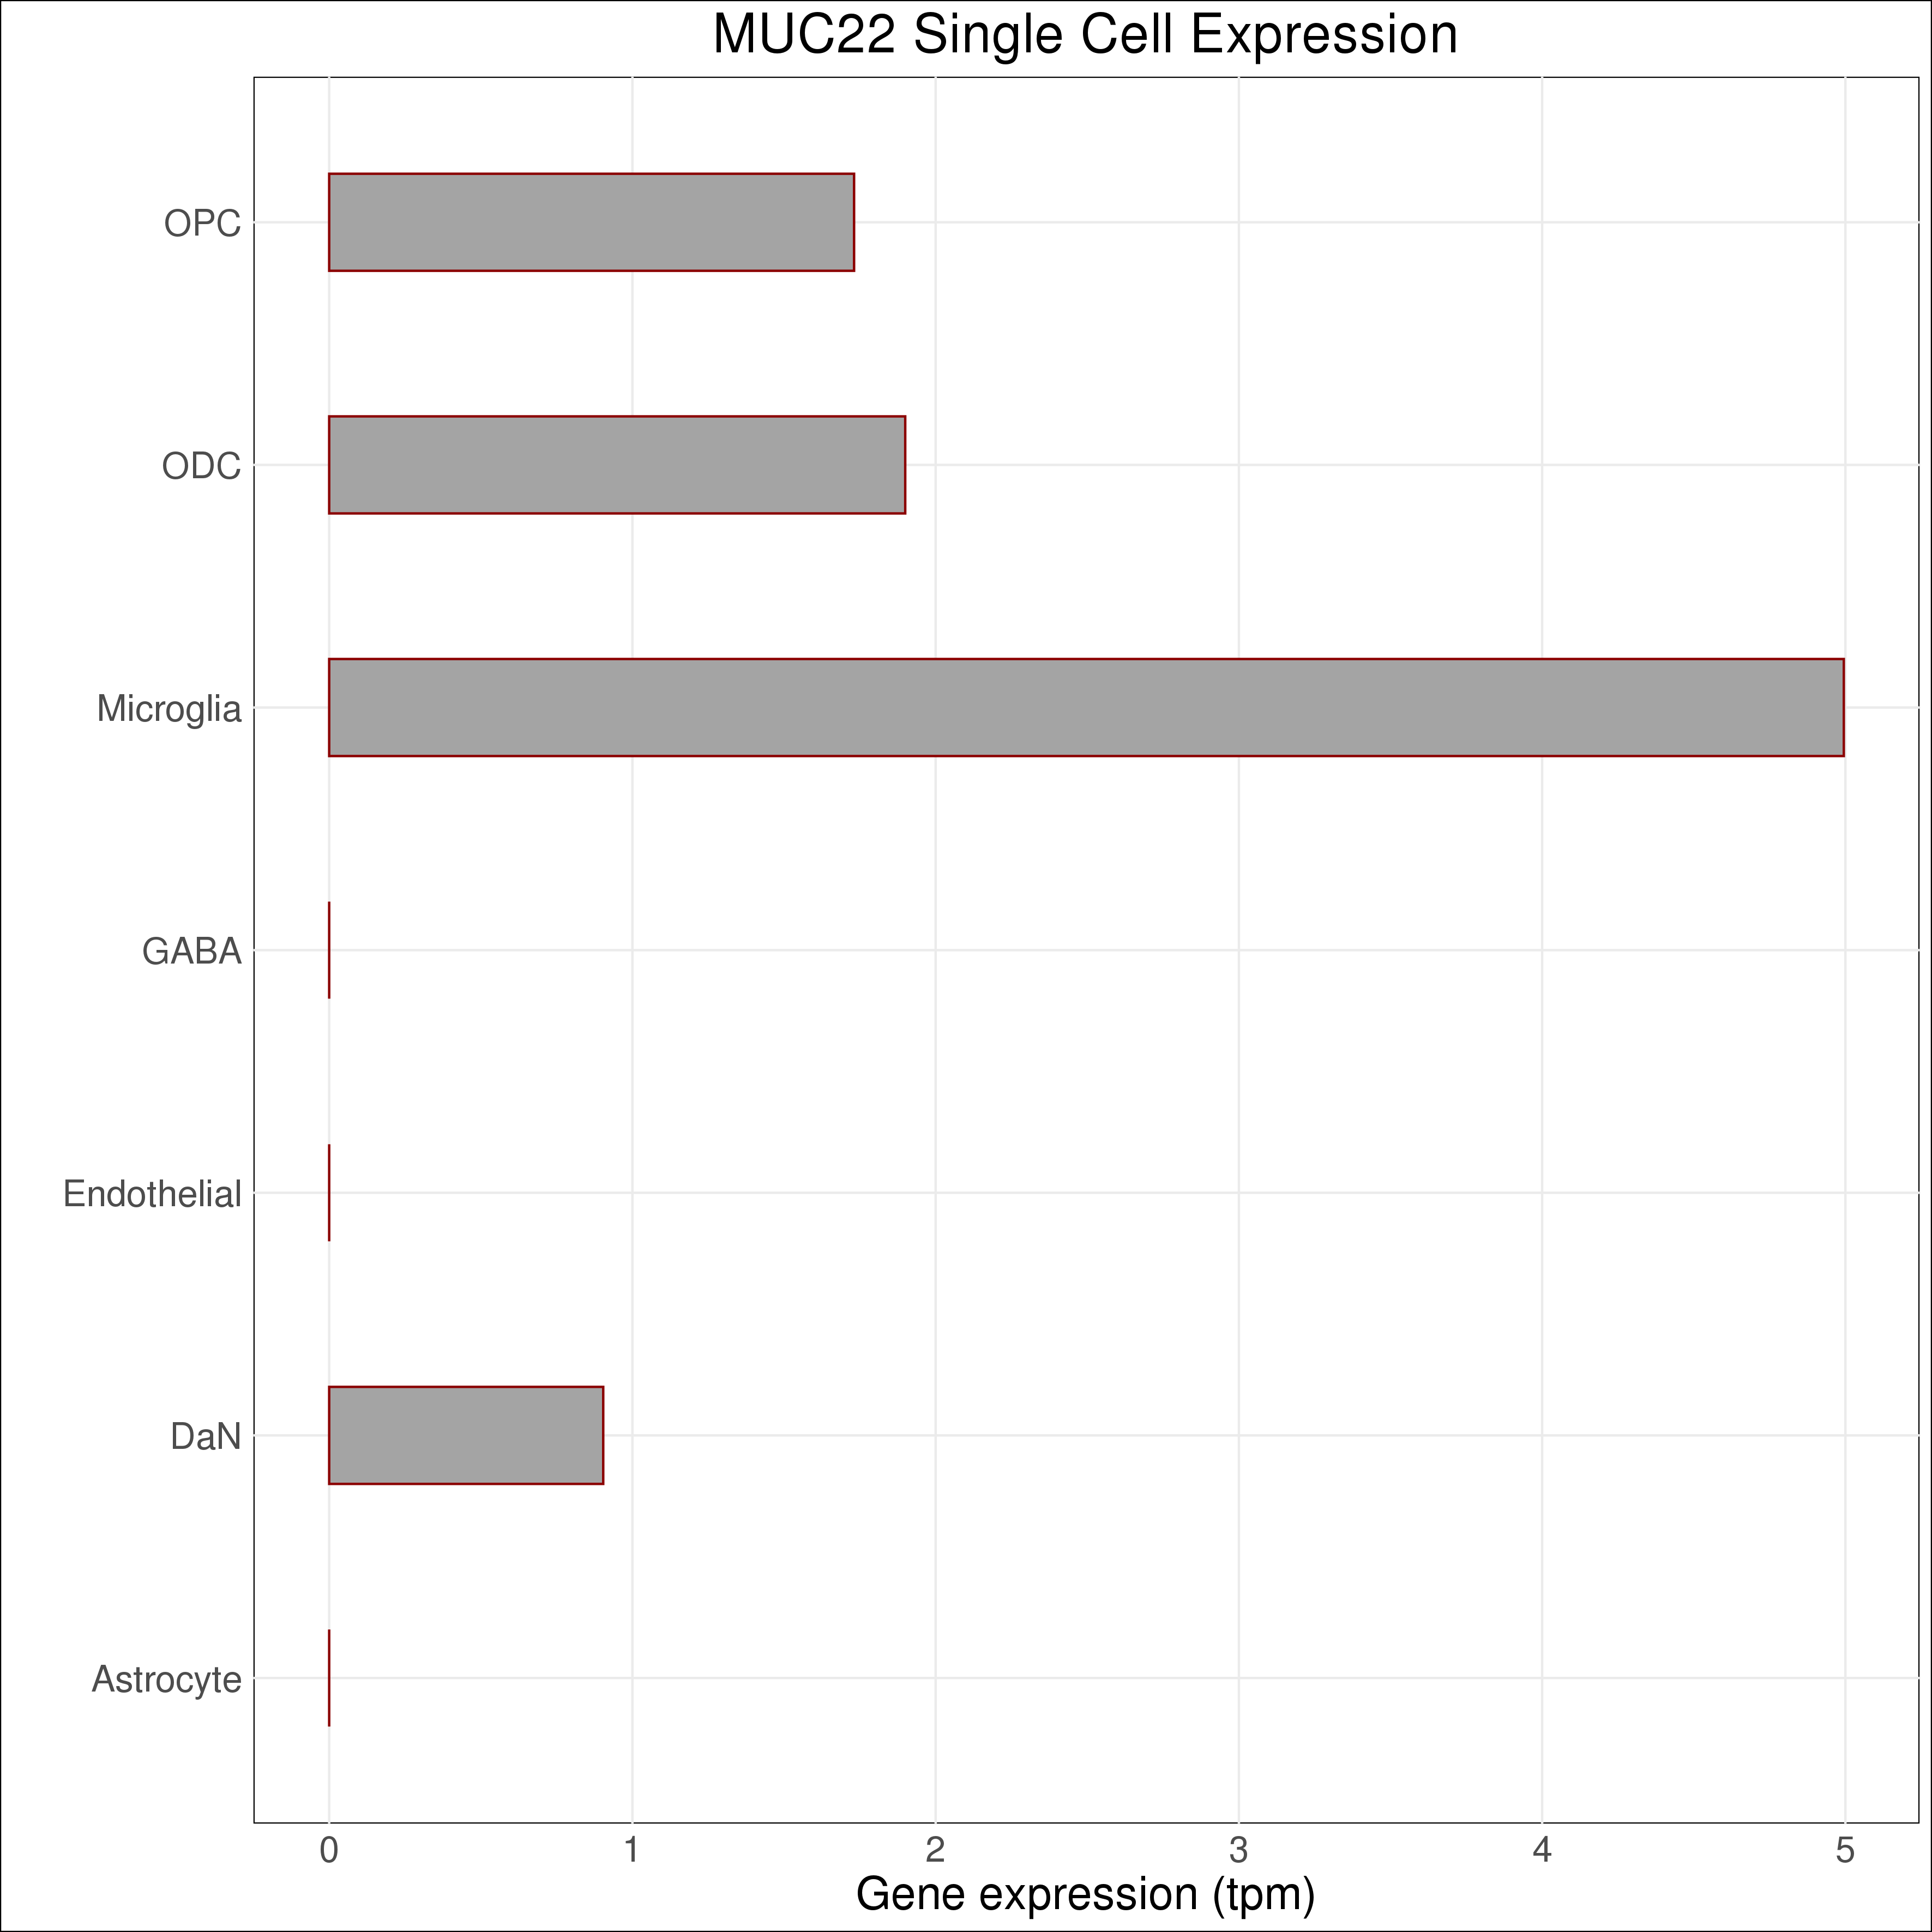 MUC22 Single Cell Expression
OPC
ODC
Microglia
GABA
Endothelial
DaN
Astrocyte
0 1 2 3 4 5
Gene expression (tpm)